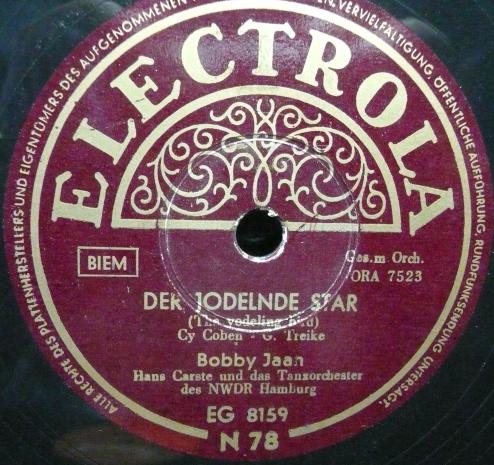 ALLE RECHTE DES PLATTENHERSTELLERS UND EIGENTÜMERS DES AUFGENOMMENEN
VERVIELFÄLTIGUNG, ÖFFENTLICHE AUFFÜHRUNG, RUNDFUNKSENDUNG UNTERSAGT.
ELECTROLA
BIEM
Ges.m Orch.
ORA 7523
DER JODELNDE STAR
(The yodeling bird)
Cy Coben - G. Treike
Bobby Jaan
Hans Carste und das Tanzorchester
des NWDR Hamburg
EG 8159
N 78